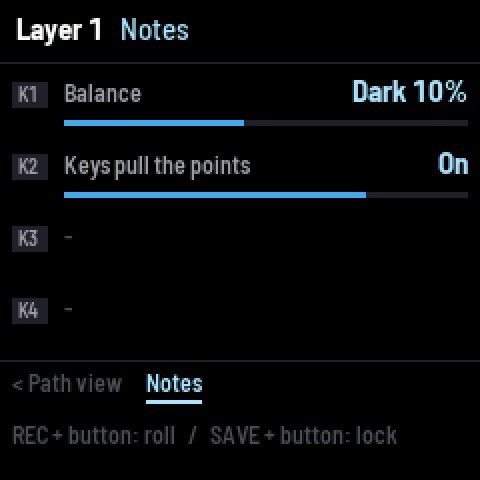 Layer 1 Notes
K1 Balance Dark 10%
K2 Keys pull the points On
K3 -
K4 -
< Path view Notes
REC + button: roll / SAVE + button: lock